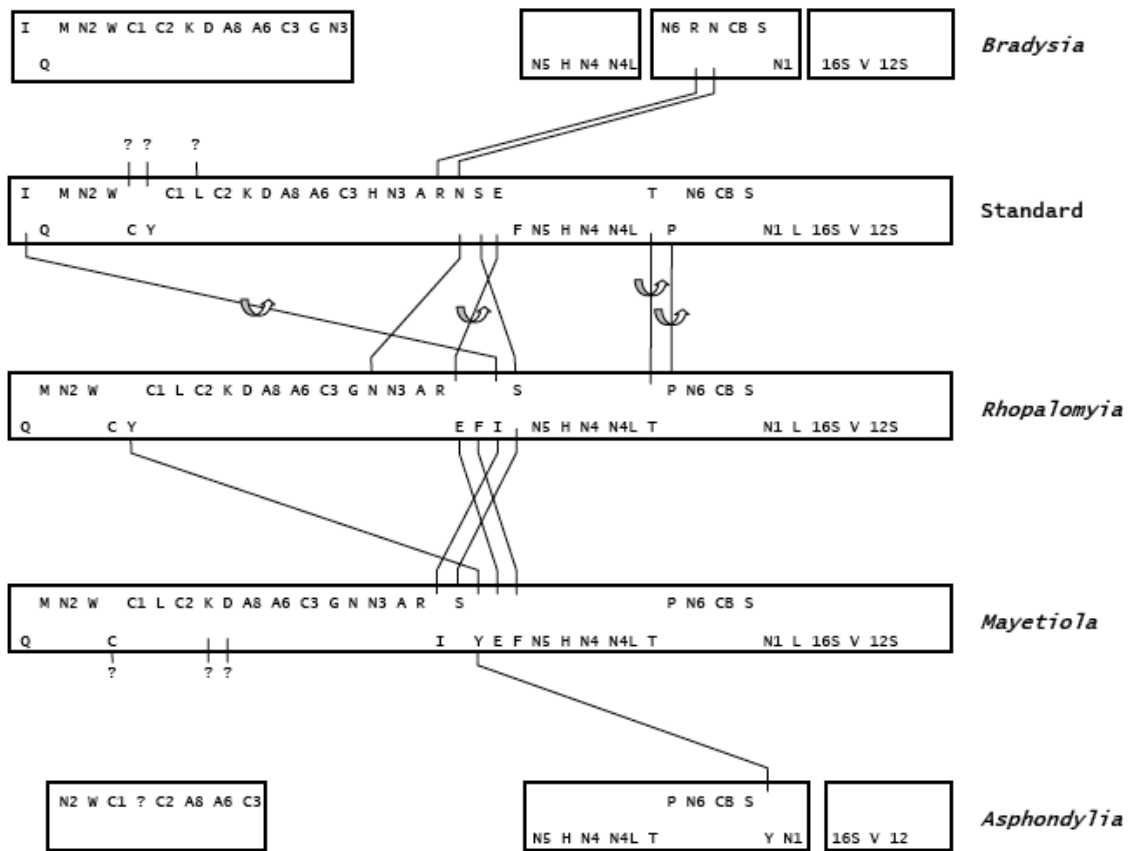 I M N2 W C1 C2 K D A8 A6 C3 G N3 N6 R N CB S
Bradysia
Q N5 H N4 N4L N1 16S V 12S
? ? ?
I M N2 W C1 L C2 K D A8 A6 C3 H N3 A R N S E T N6 CB S
Standard
Q C Y F N5 H N4 N4L P N1 L 16S V 12S
M N2 W C1 L C2 K D A8 A6 C3 G N N3 A R S P N6 CB S
Rhopalomyia
Q C Y E F I N5 H N4 N4L T N1 L 16S V 12S
M N2 W C1 L C2 K D A8 A6 C3 G N N3 A R S P N6 CB S
Mayetiola
Q C I Y E F N5 H N4 N4L T N1 L 16S V 12S
? ? ?
N2 W C1 ? C2 A8 A6 C3 P N6 CB S
Asphondylia
N5 H N4 N4L T Y N1 16S V 12